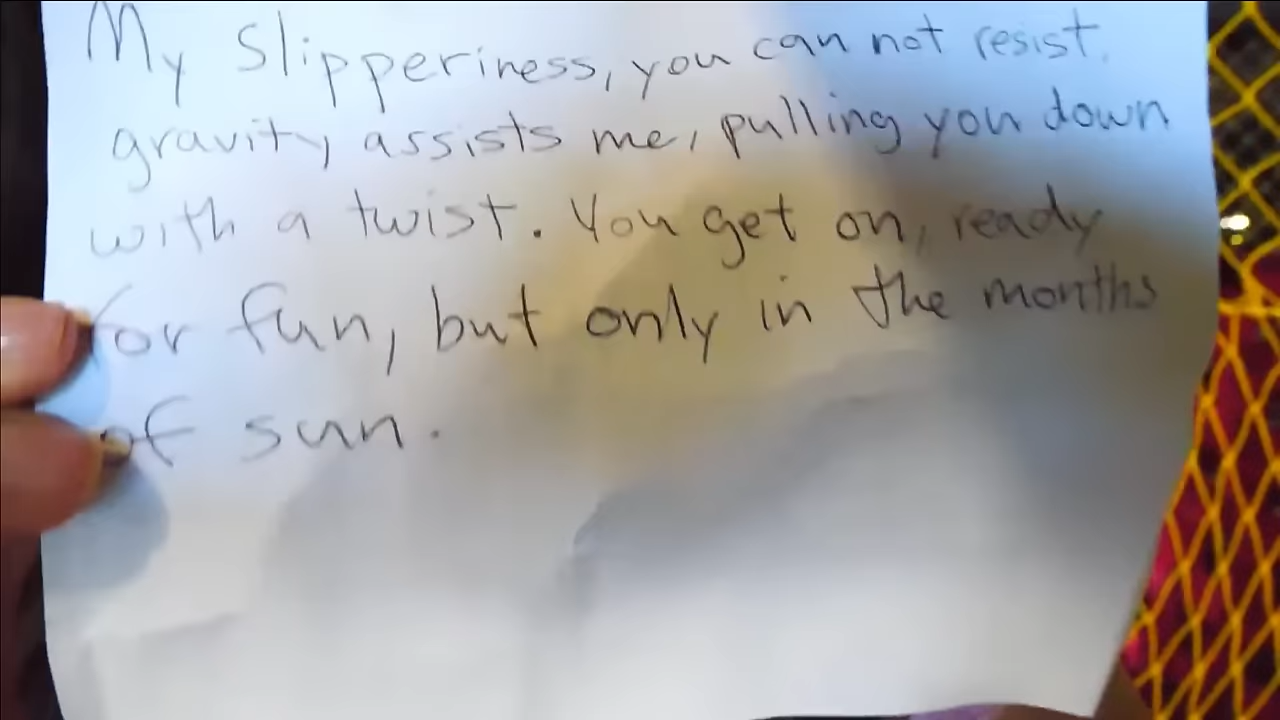 My Slipperiness, you can not resist.
gravity assists me, pulling you down
with a twist. You get on, ready
for fun, but only in the months
of sun.